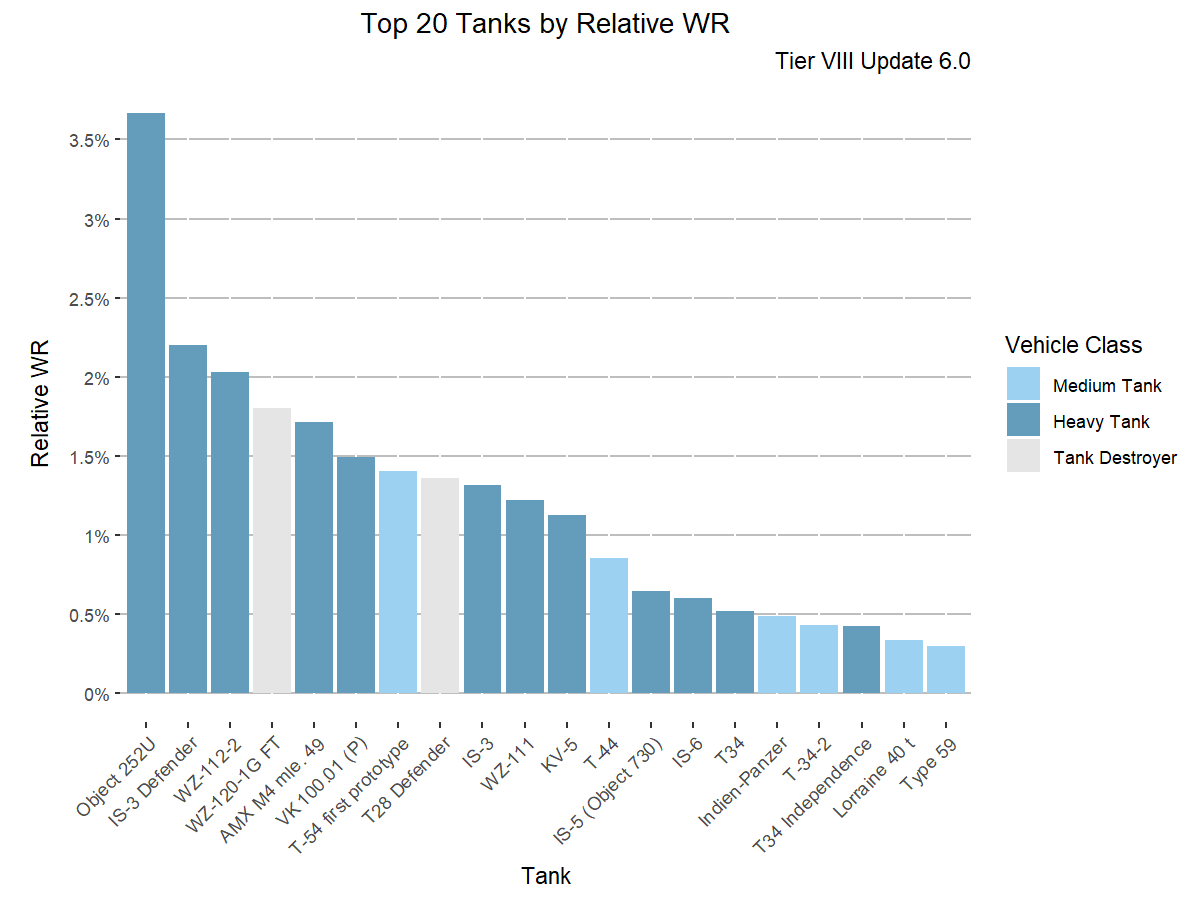 Top 20 Tanks by Relative WR
Tier VIII Update 6.0
Relative WR
3.5%
3%
2.5%
2%
1.5%
1%
0.5%
0%
Object 252U
IS-3 Defender
WZ-112-2
WZ-120-1G FT
AMX M4 mle. 49
VK 100.01 (P)
T-54 first prototype
T28 Defender
IS-3
WZ-111
KV-5
T-44
IS-5 (Object 730)
IS-6
T34
Indien-Panzer
T-34-2
T34 Independence
Lorraine 40 t
Type 59
Tank
Vehicle Class
Medium Tank
Heavy Tank
Tank Destroyer